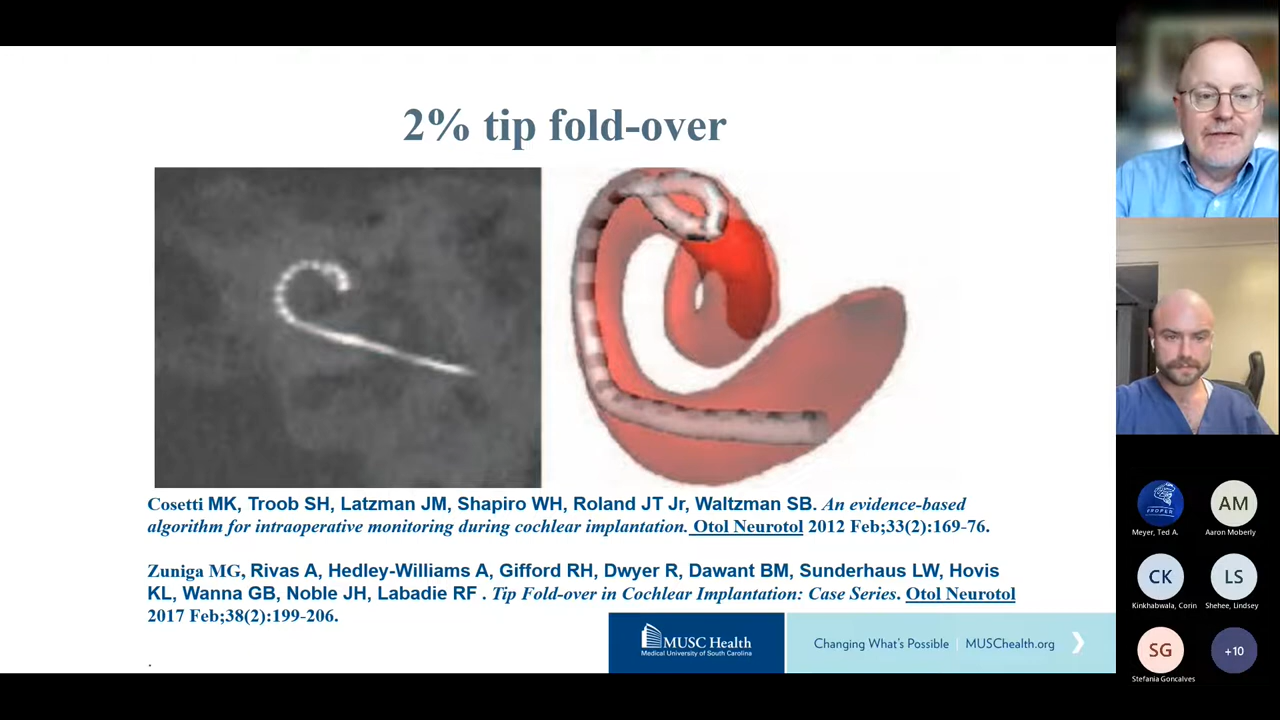 2% tip fold-over
Cosetti MK, Troob SH, Latzman JM, Shapiro WH, Roland JT Jr, Waltzman SB. An evidence-based
algorithm for intraoperative monitoring during cochlear implantation. Otol Neurotol 2012 Feb;33(2):169-76.
Zuniga MG, Rivas A, Hedley-Williams A, Gifford RH, Dwyer R, Dawant BM, Sunderhaus LW, Hovis
KL, Wanna GB, Noble JH, Labadie RF . Tip Fold-over in Cochlear Implantation: Case Series. Otol Neurotol
2017 Feb;38(2):199-206.
.
MUSC Health
Medical University of South Carolina
Changing What's Possible | MUSChealth.org
PROPEL
AM
Meyer, Ted A.
Aaron Moberly
CK
LS
Kinkhabwala, Corin
Shehee, Lindsey
SG
+10
Stefania Goncalves